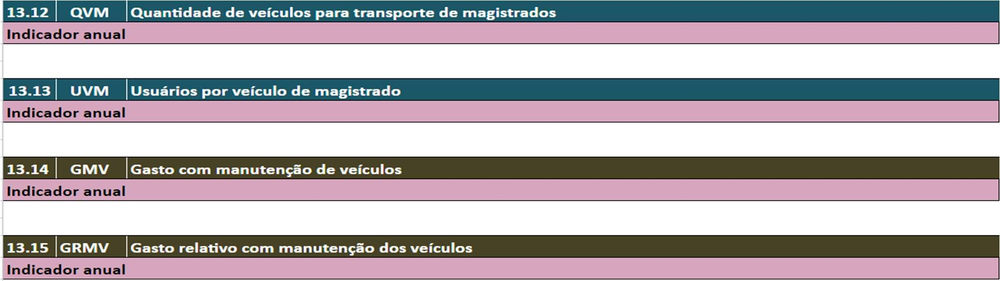 13.12 QVM Quantidade de veículos para transporte de magistrados
Indicador anual
13.13 UVM Usuários por veículo de magistrado
Indicador anual
13.14 GMV Gasto com manutenção de veículos
Indicador anual
13.15 GRMV Gasto relativo com manutenção dos veículos
Indicador anual